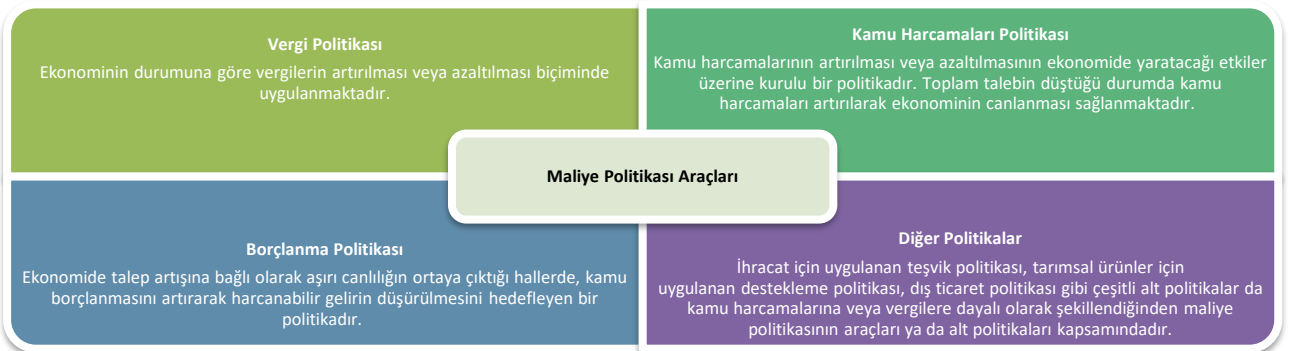 Vergi Politikası
Ekonominin durumuna göre vergilerin artırılması veya azaltılması biçiminde
uygulanmaktadır.
Kamu Harcamaları Politikası
Kamu harcamalarının artırılması veya azaltılmasının ekonomide yaratacağı etkiler
üzerine kurulu bir politikadır. Toplam talebin düştüğü durumda kamu
harcamaları artırılarak ekonominin canlanması sağlanmaktadır.
Maliye Politikası Araçları
Borçlanma Politikası
Ekonomide talep artışına bağlı olarak aşırı canlılığın ortaya çıktığı hallerde, kamu
borçlanmasını artırarak harcanabilir gelirin düşürülmesini hedefleyen bir
politikadır.
Diğer Politikalar
İhracat için uygulanan teşvik politikası, tarımsal ürünler için
uygulanan destekleme politikası, dış ticaret politikası gibi çeşitli alt politikalar da
kamu harcamalarına veya vergilere dayalı olarak şekillendiğinden maliye
politikasının araçları ya da alt politikaları kapsamındadır.